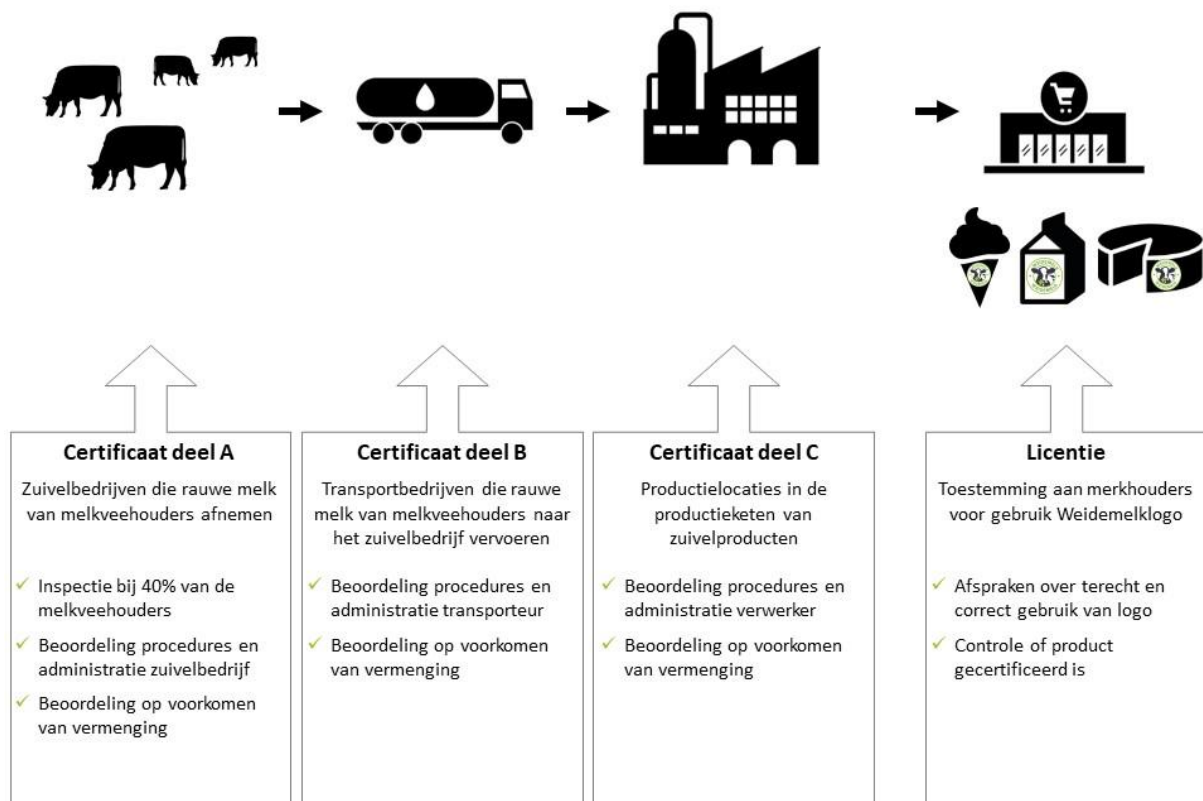 Certificaat deel A
Zuivelbedrijven die rauwe melk
van melkveehouders afnemen
✓ Inspectie bij 40% van de
melkveehouders
✓ Beoordeling procedures en
administratie zuivelbedrijf
✓ Beoordeling op voorkomen
van vermenging
Certificaat deel B
Transportbedrijven die rauwe
melk van melkveehouders naar
het zuivelbedrijf vervoeren
✓ Beoordeling procedures en
administratie transporteur
✓ Beoordeling op voorkomen
van vermenging
Certificaat deel C
Productielocaties in de
productieketen van
zuivelproducten
✓ Beoordeling procedures en
administratie verwerker
✓ Beoordeling op voorkomen
van vermenging
Licentie
Toestemming aan merkhouders
voor gebruik Weidemelklogo
✓ Afspraken over terecht en
correct gebruik van logo
✓ Controle of product
gecertificeerd is